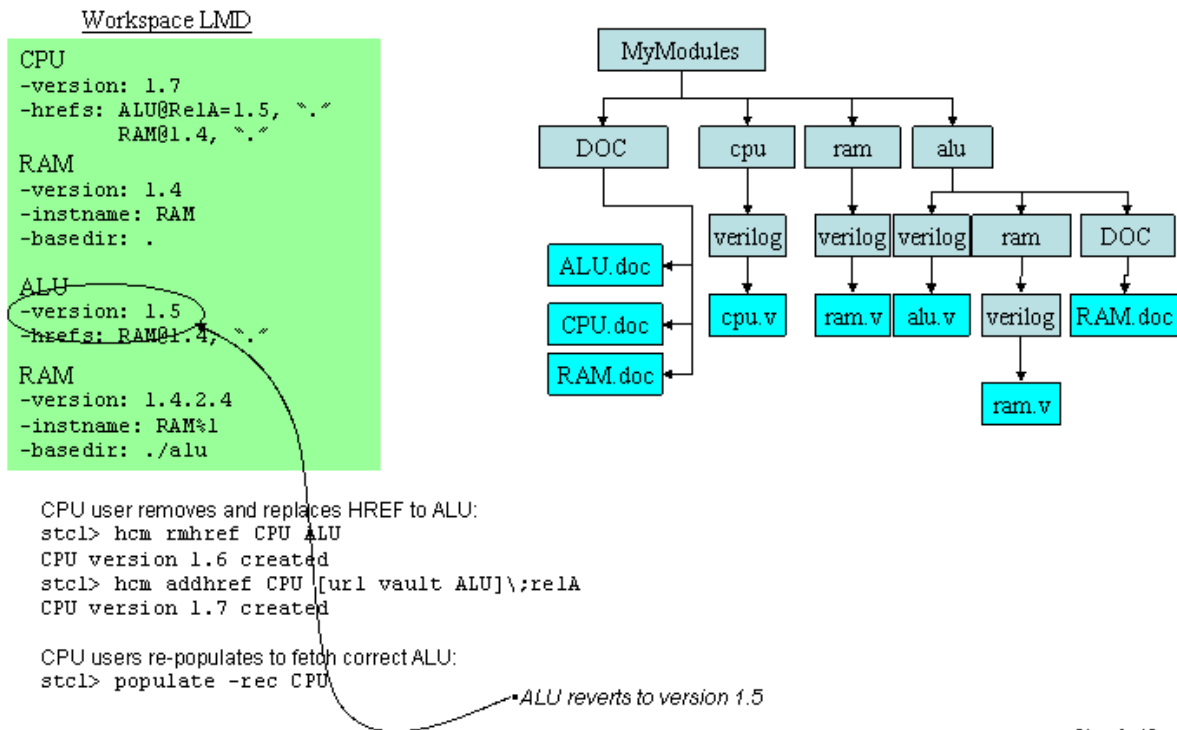 Workspace LMD
CPU
-version: 1.7
-hrefs: ALU@RelA=1.5, "."
RAM@1.4, "."
RAM
-version: 1.4
-instname: RAM
-basedir: .
ALU
-version: 1.5
-hrefs: RAM@1.4, "."
RAM
-version: 1.4.2.4
-instname: RAM%1
-basedir: ./alu
MyModules
DOC cpu ram alu
verilog verilog verilog ram DOC
ALU.doc
CPU.doc cpu.v ram.v alu.v verilog RAM.doc
RAM.doc
ram.v
CPU user removes and replaces HREF to ALU:
stcl> hcm rmhref CPU ALU
CPU version 1.6 created
stcl> hcm addhref CPU [url vault ALU]\;relA
CPU version 1.7 created
CPU users re-populates to fetch correct ALU:
stcl> populate -rec CPU
▪ALU reverts to version 1.5